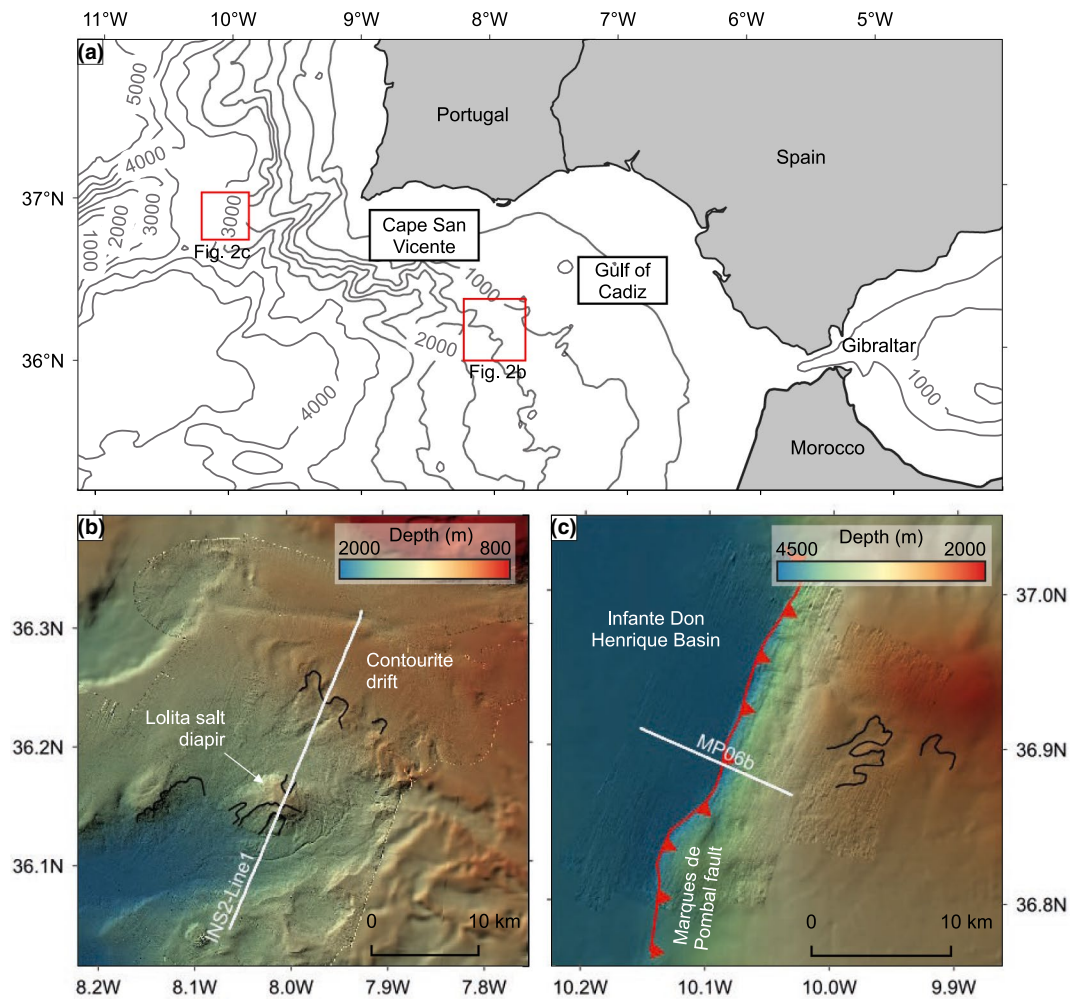 11°W 10°W 9°W 8°W 7°W 6°W 5°W
(a)
5000
Portugal
Spain
4000
37°N
1000
2000
3000
3000
Fig. 2c
Cape San
Vicente
Gulf of
Cadiz
1000
2000
36°N
Fig. 2b
Gibraltar
1000
4000
Morocco
(b)
Depth (m)
2000 800
36.3N
Contourite
drift
Lolita salt
diapir
36.2N
36.1N
INS2-Line1
0 10 km
8.2W 8.1W 8.0W 7.9W 7.8W
(c)
Depth (m)
4500 2000
37.0N
Infante Don
Henrique Basin
MP06b
36.9N
Marques de
Pombal fault
0 10 km
36.8N
10.2W 10.1W 10.0W 9.9W